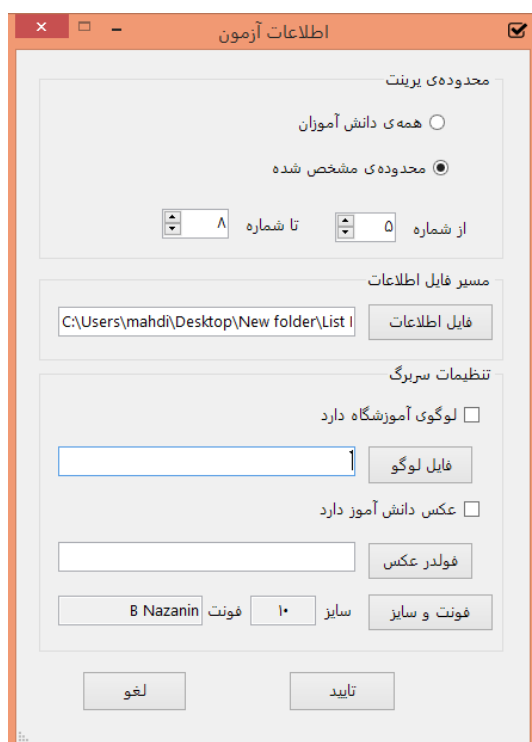 اطلاعات آزمون
محدوده‌ی پرینت
همه‌ی دانش آموزان
محدوده‌ی مشخص شده
از شماره ۵ تا شماره ۸
مسیر فایل اطلاعات
فایل اطلاعات C:\Users\mahdi\Desktop\New folder\List I
تنظیمات سربرگ
لوگوی آموزشگاه دارد
فایل لوگو
عکس دانش آموز دارد
فولدر عکس
فونت و سایز سایز ۱۰ فونت B Nazanin
تایید لغو